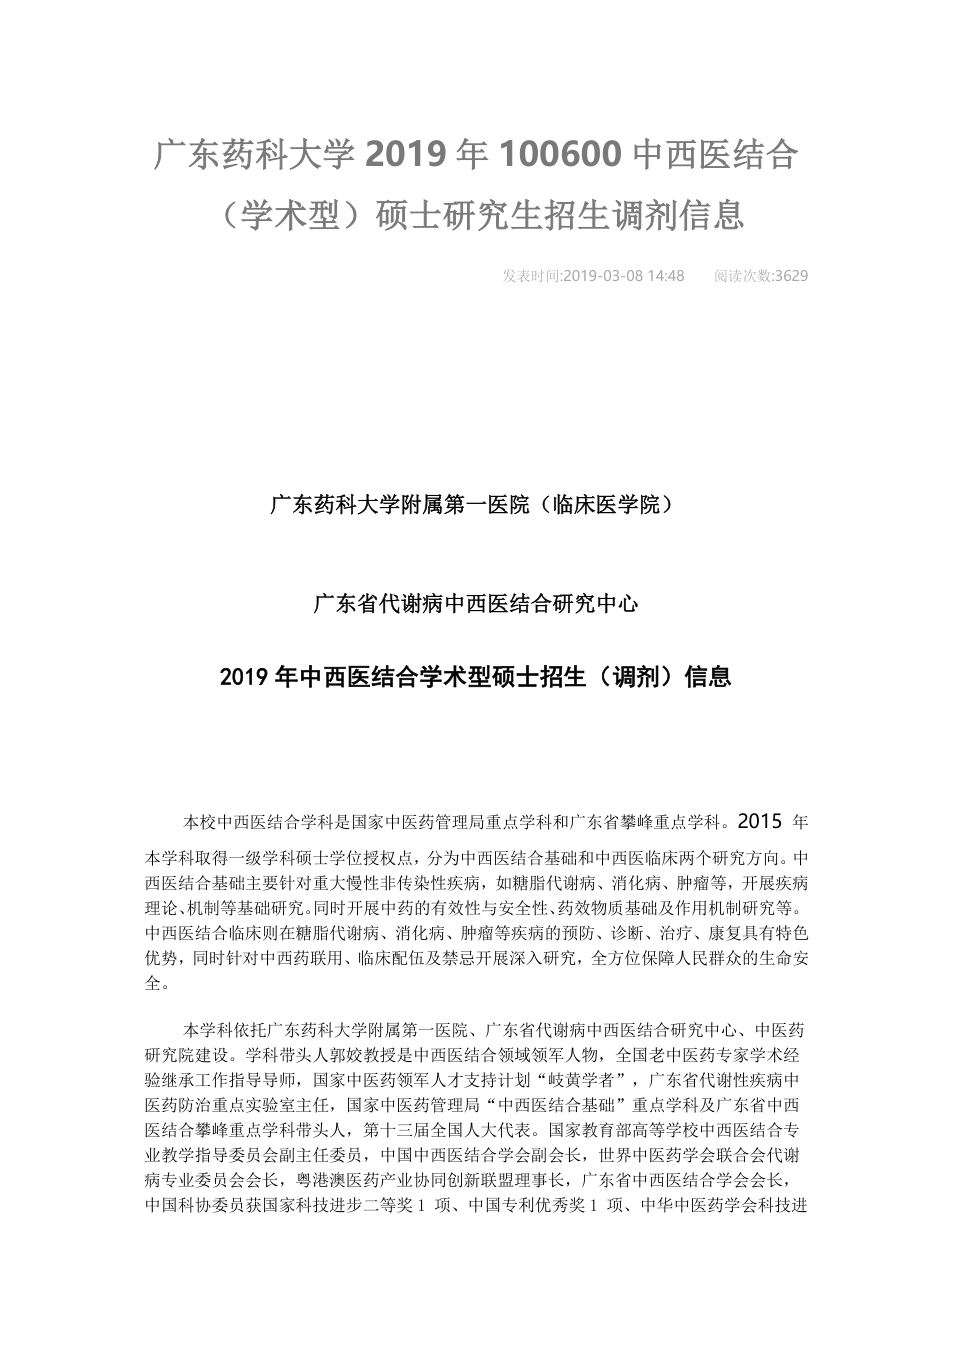 广东药科大学 2019 年 100600 中西医结合
（学术型）硕士研究生招生调剂信息
发表时间:2019-03-08 14:48 阅读次数:3629
广东药科大学附属第一医院（临床医学院）
广东省代谢病中西医结合研究中心
2019 年中西医结合学术型硕士招生（调剂）信息
本校中西医结合学科是国家中医药管理局重点学科和广东省攀峰重点学科。2015 年
本学科取得一级学科硕士学位授权点，分为中西医结合基础和中西医临床两个研究方向。中
西医结合基础主要针对重大慢性非传染性疾病，如糖脂代谢病、消化病、肿瘤等，开展疾病
理论、机制等基础研究。同时开展中药的有效性与安全性、药效物质基础及作用机制研究等。
中西医结合临床则在糖脂代谢病、消化病、肿瘤等疾病的预防、诊断、治疗、康复具有特色
优势，同时针对中西药联用、临床配伍及禁忌开展深入研究，全方位保障人民群众的生命安
全。
本学科依托广东药科大学附属第一医院、广东省代谢病中西医结合研究中心、中医药
研究院建设。学科带头人郭姣教授是中西医结合领域领军人物，全国老中医药专家学术经
验继承工作指导导师，国家中医药领军人才支持计划“岐黄学者”，广东省代谢性疾病中
医药防治重点实验室主任，国家中医药管理局“中西医结合基础”重点学科及广东省中西
医结合攀峰重点学科带头人，第十三届全国人大代表。国家教育部高等学校中西医结合专
业教学指导委员会副主任委员，中国中西医结合学会副会长，世界中医药学会联合会代谢
病专业委员会会长，粤港澳医药产业协同创新联盟理事长，广东省中西医结合学会会长，
中国科协委员获国家科技进步二等奖 1 项、中国专利优秀奖 1 项、中华中医药学会科技进